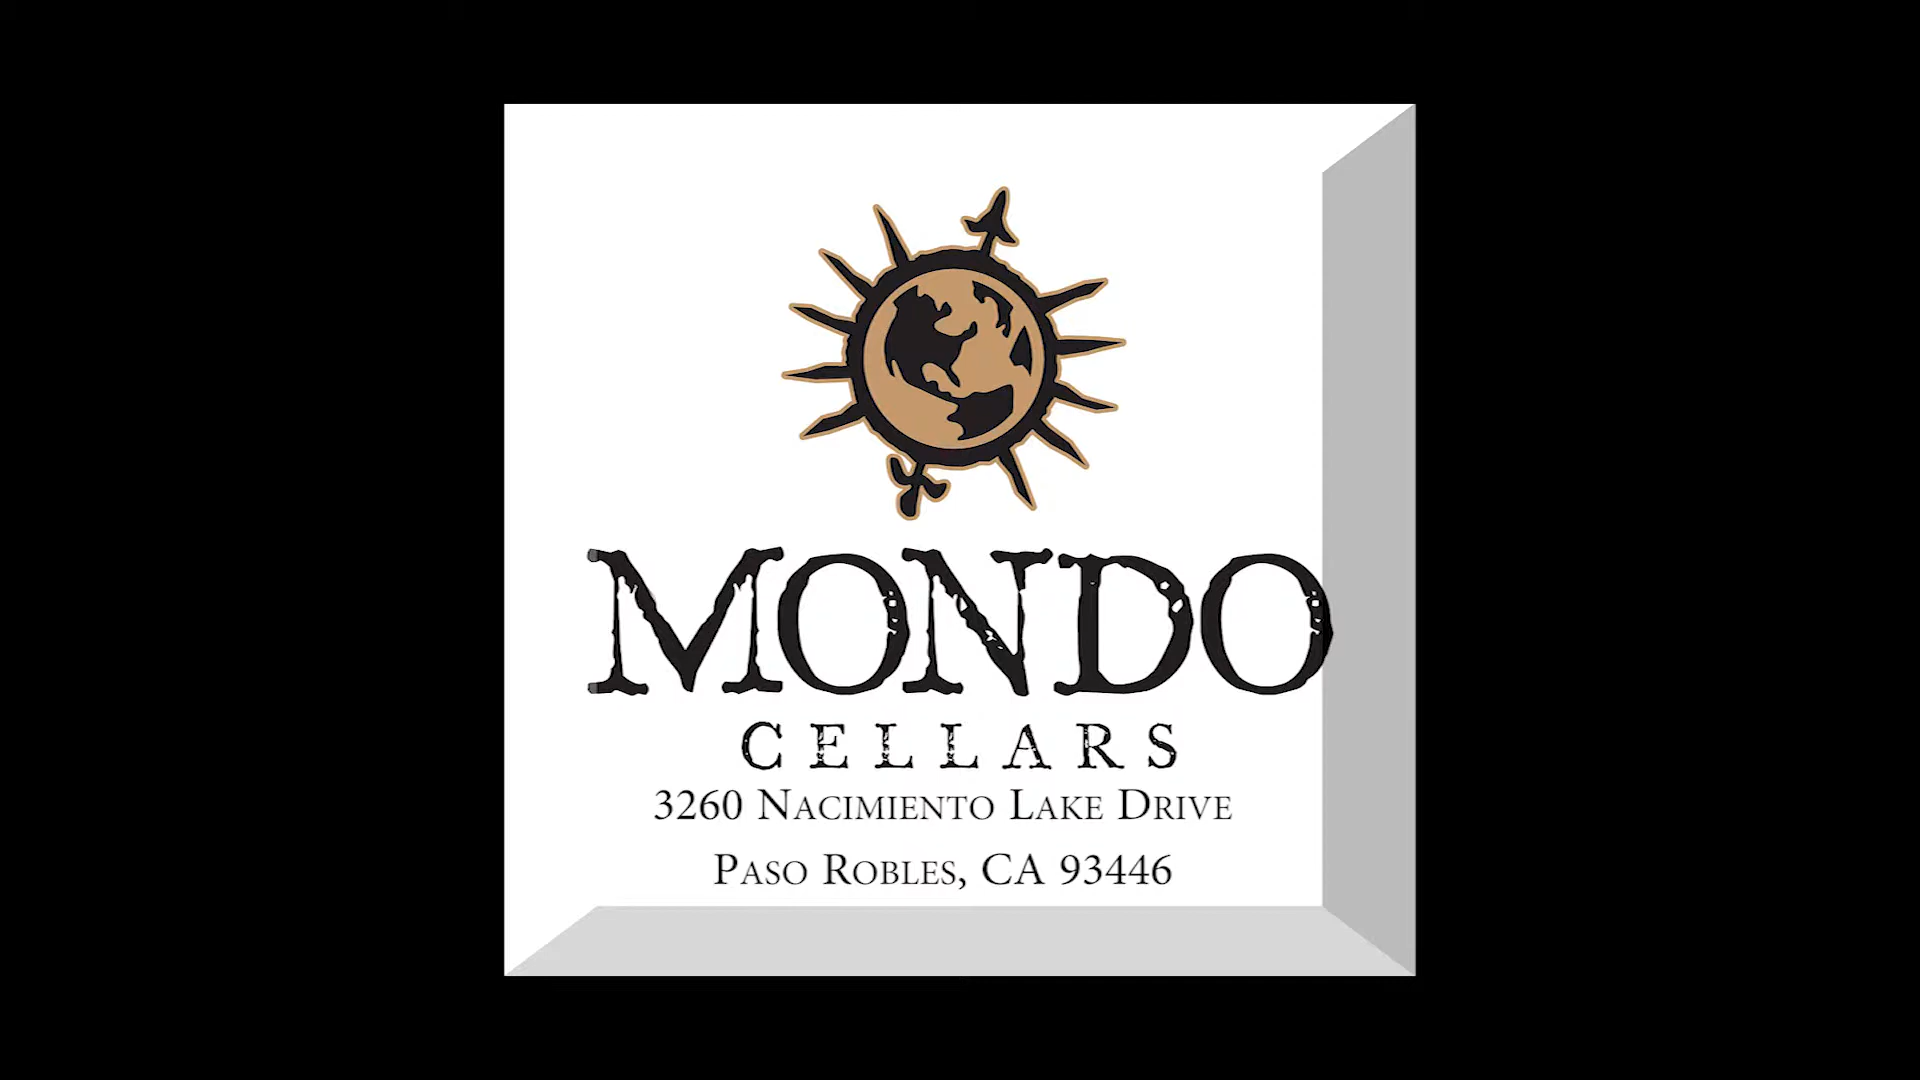 MONDO
CELLARS
3260 Nacimiento Lake Drive
Paso Robles, CA 93446